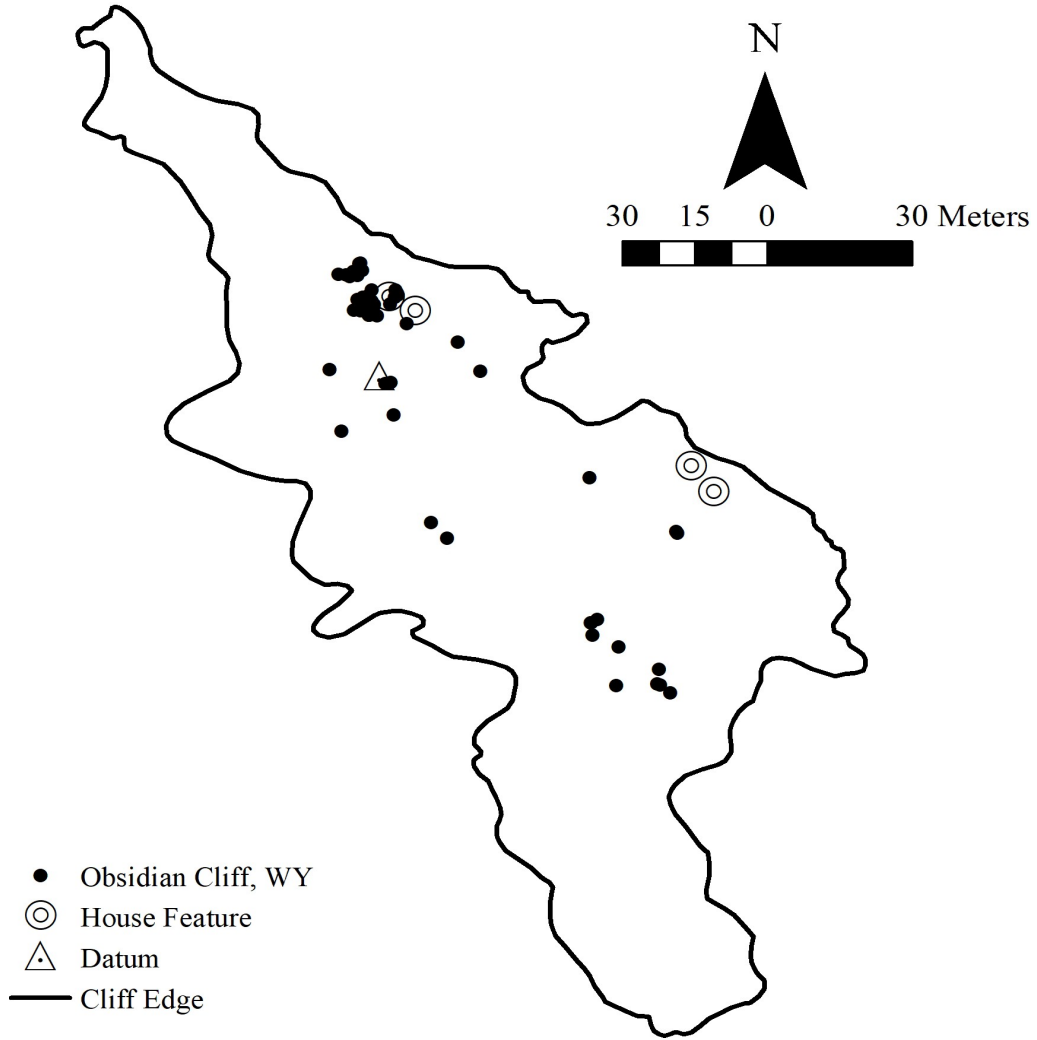 N
30 15 0 30 Meters
Obsidian Cliff, WY
House Feature
Datum
Cliff Edge